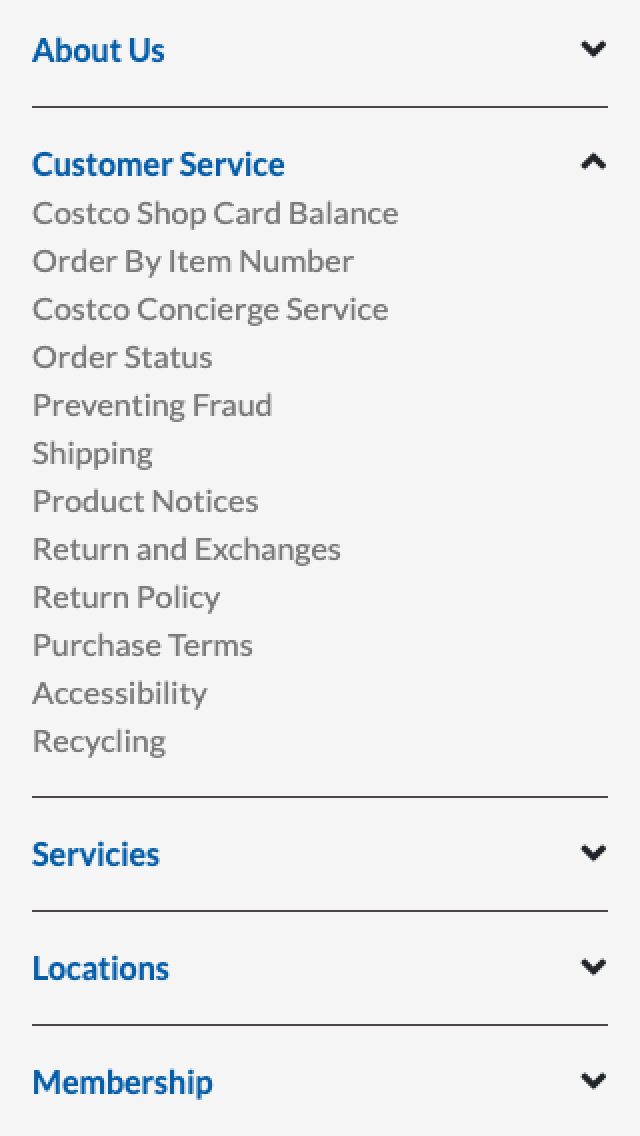 About Us
Customer Service
Costco Shop Card Balance
Order By Item Number
Costco Concierge Service
Order Status
Preventing Fraud
Shipping
Product Notices
Return and Exchanges
Return Policy
Purchase Terms
Accessibility
Recycling
Servicies
Locations
Membership